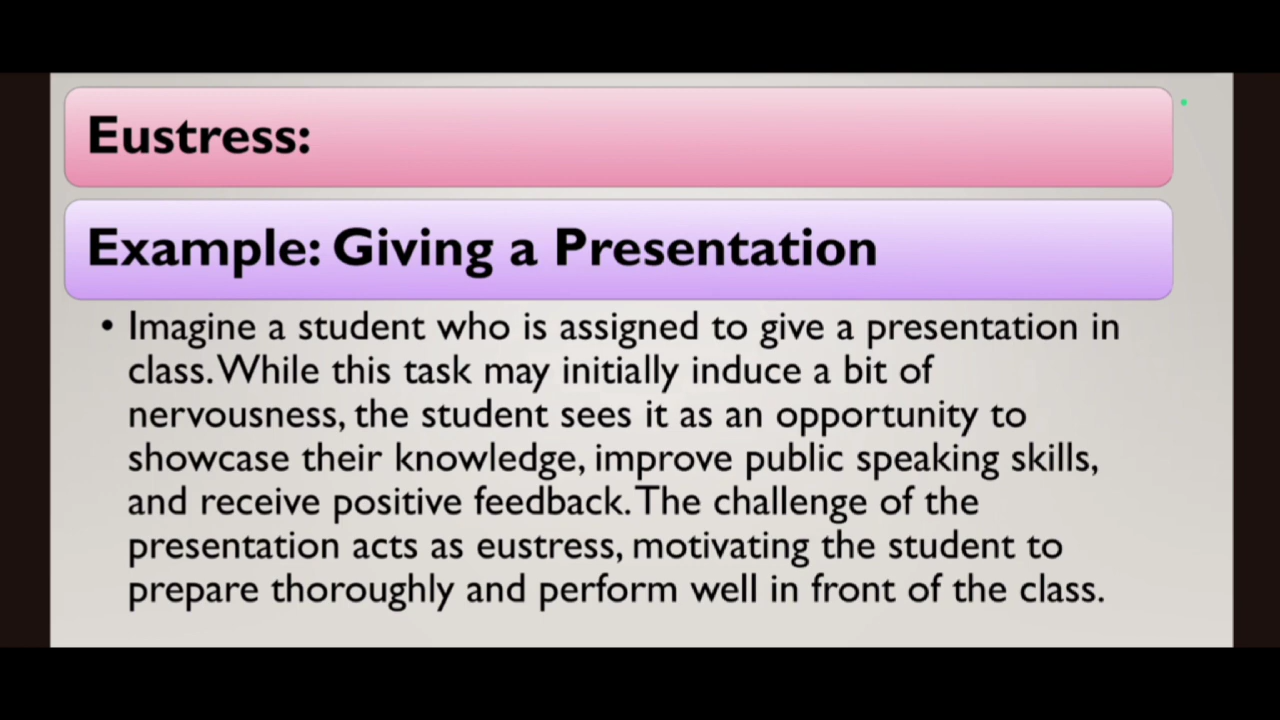 Eustress:
Example: Giving a Presentation
• Imagine a student who is assigned to give a presentation in
class. While this task may initially induce a bit of
nervousness, the student sees it as an opportunity to
showcase their knowledge, improve public speaking skills,
and receive positive feedback. The challenge of the
presentation acts as eustress, motivating the student to
prepare thoroughly and perform well in front of the class.